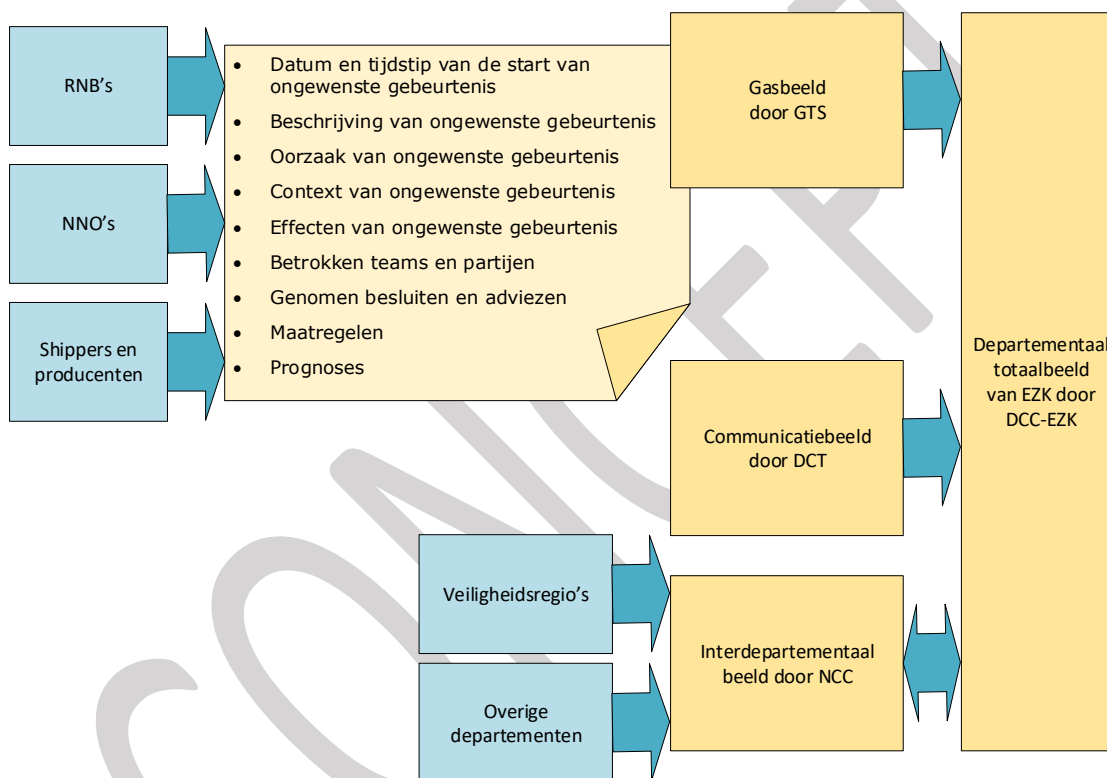 RNB's
NNO's
Shippers en
producenten
• Datum en tijdstip van de start van
ongewenste gebeurtenis
• Beschrijving van ongewenste gebeurtenis
• Oorzaak van ongewenste gebeurtenis
• Context van ongewenste gebeurtenis
• Effecten van ongewenste gebeurtenis
• Betrokken teams en partijen
• Genomen besluiten en adviezen
• Maatregelen
• Prognoses
Gasbeeld
door GTS
Communicatiebeeld
door DCT
Veiligheidsregio's
Overige
departementen
Interdepartementaal
beeld door NCC
Departementaal
totaalbeeld
van EZK door
DCC-EZK
CONCEPT